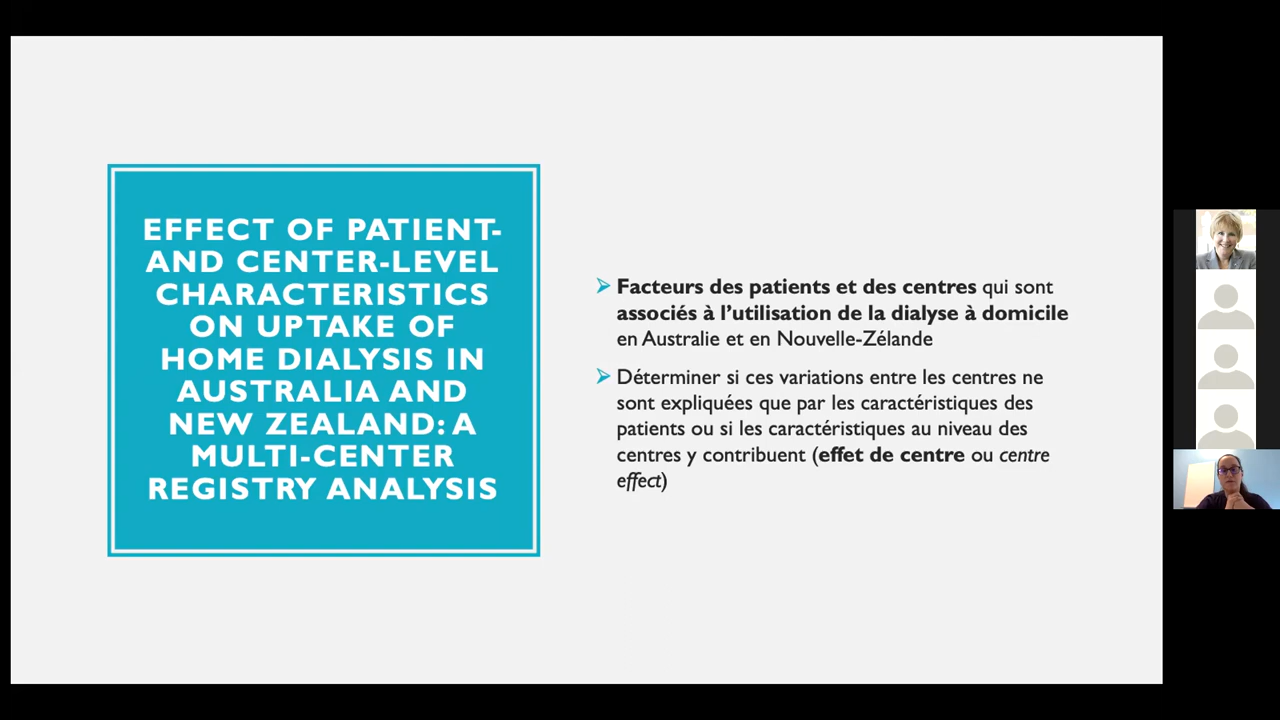 EFFECT OF PATIENT-
AND CENTER-LEVEL
CHARACTERISTICS
ON UPTAKE OF
HOME DIALYSIS IN
AUSTRALIA AND
NEW ZEALAND: A
MULTI-CENTER
REGISTRY ANALYSIS
Facteurs des patients et des centres qui sont
associés à l’utilisation de la dialyse à domicile
en Australie et en Nouvelle-Zélande
Déterminer si ces variations entre les centres ne
sont expliquées que par les caractéristiques des
patients ou si les caractéristiques au niveau des
centres y contribuent (effet de centre ou centre
effect)